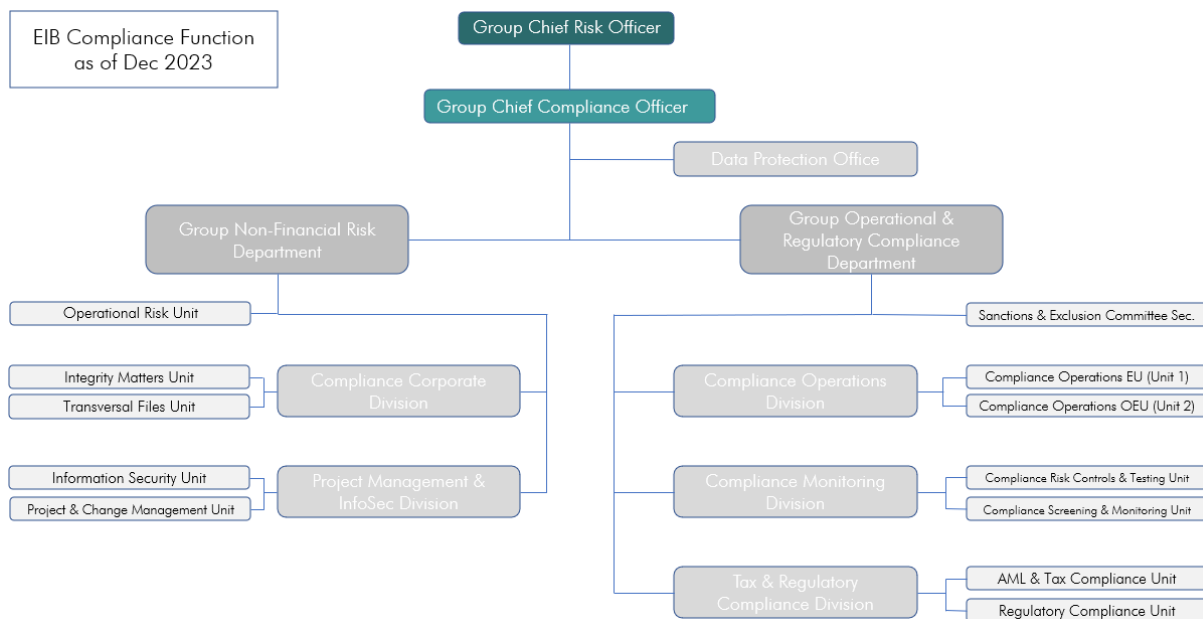 EIB Compliance Function
as of Dec 2023
Group Chief Risk Officer
Group Chief Compliance Officer
Data Protection Office
Group Non-Financial Risk
Department
Group Operational &
Regulatory Compliance
Department
Operational Risk Unit
Sanctions & Exclusion Committee Sec.
Integrity Matters Unit
Transversal Files Unit
Compliance Corporate
Division
Compliance Operations
Division
Compliance Operations EU (Unit 1)
Compliance Operations OEU (Unit 2)
Information Security Unit
Project & Change Management Unit
Project Management &
InfoSec Division
Compliance Monitoring
Division
Compliance Risk Controls & Testing Unit
Compliance Screening & Monitoring Unit
Tax & Regulatory
Compliance Division
AML & Tax Compliance Unit
Regulatory Compliance Unit